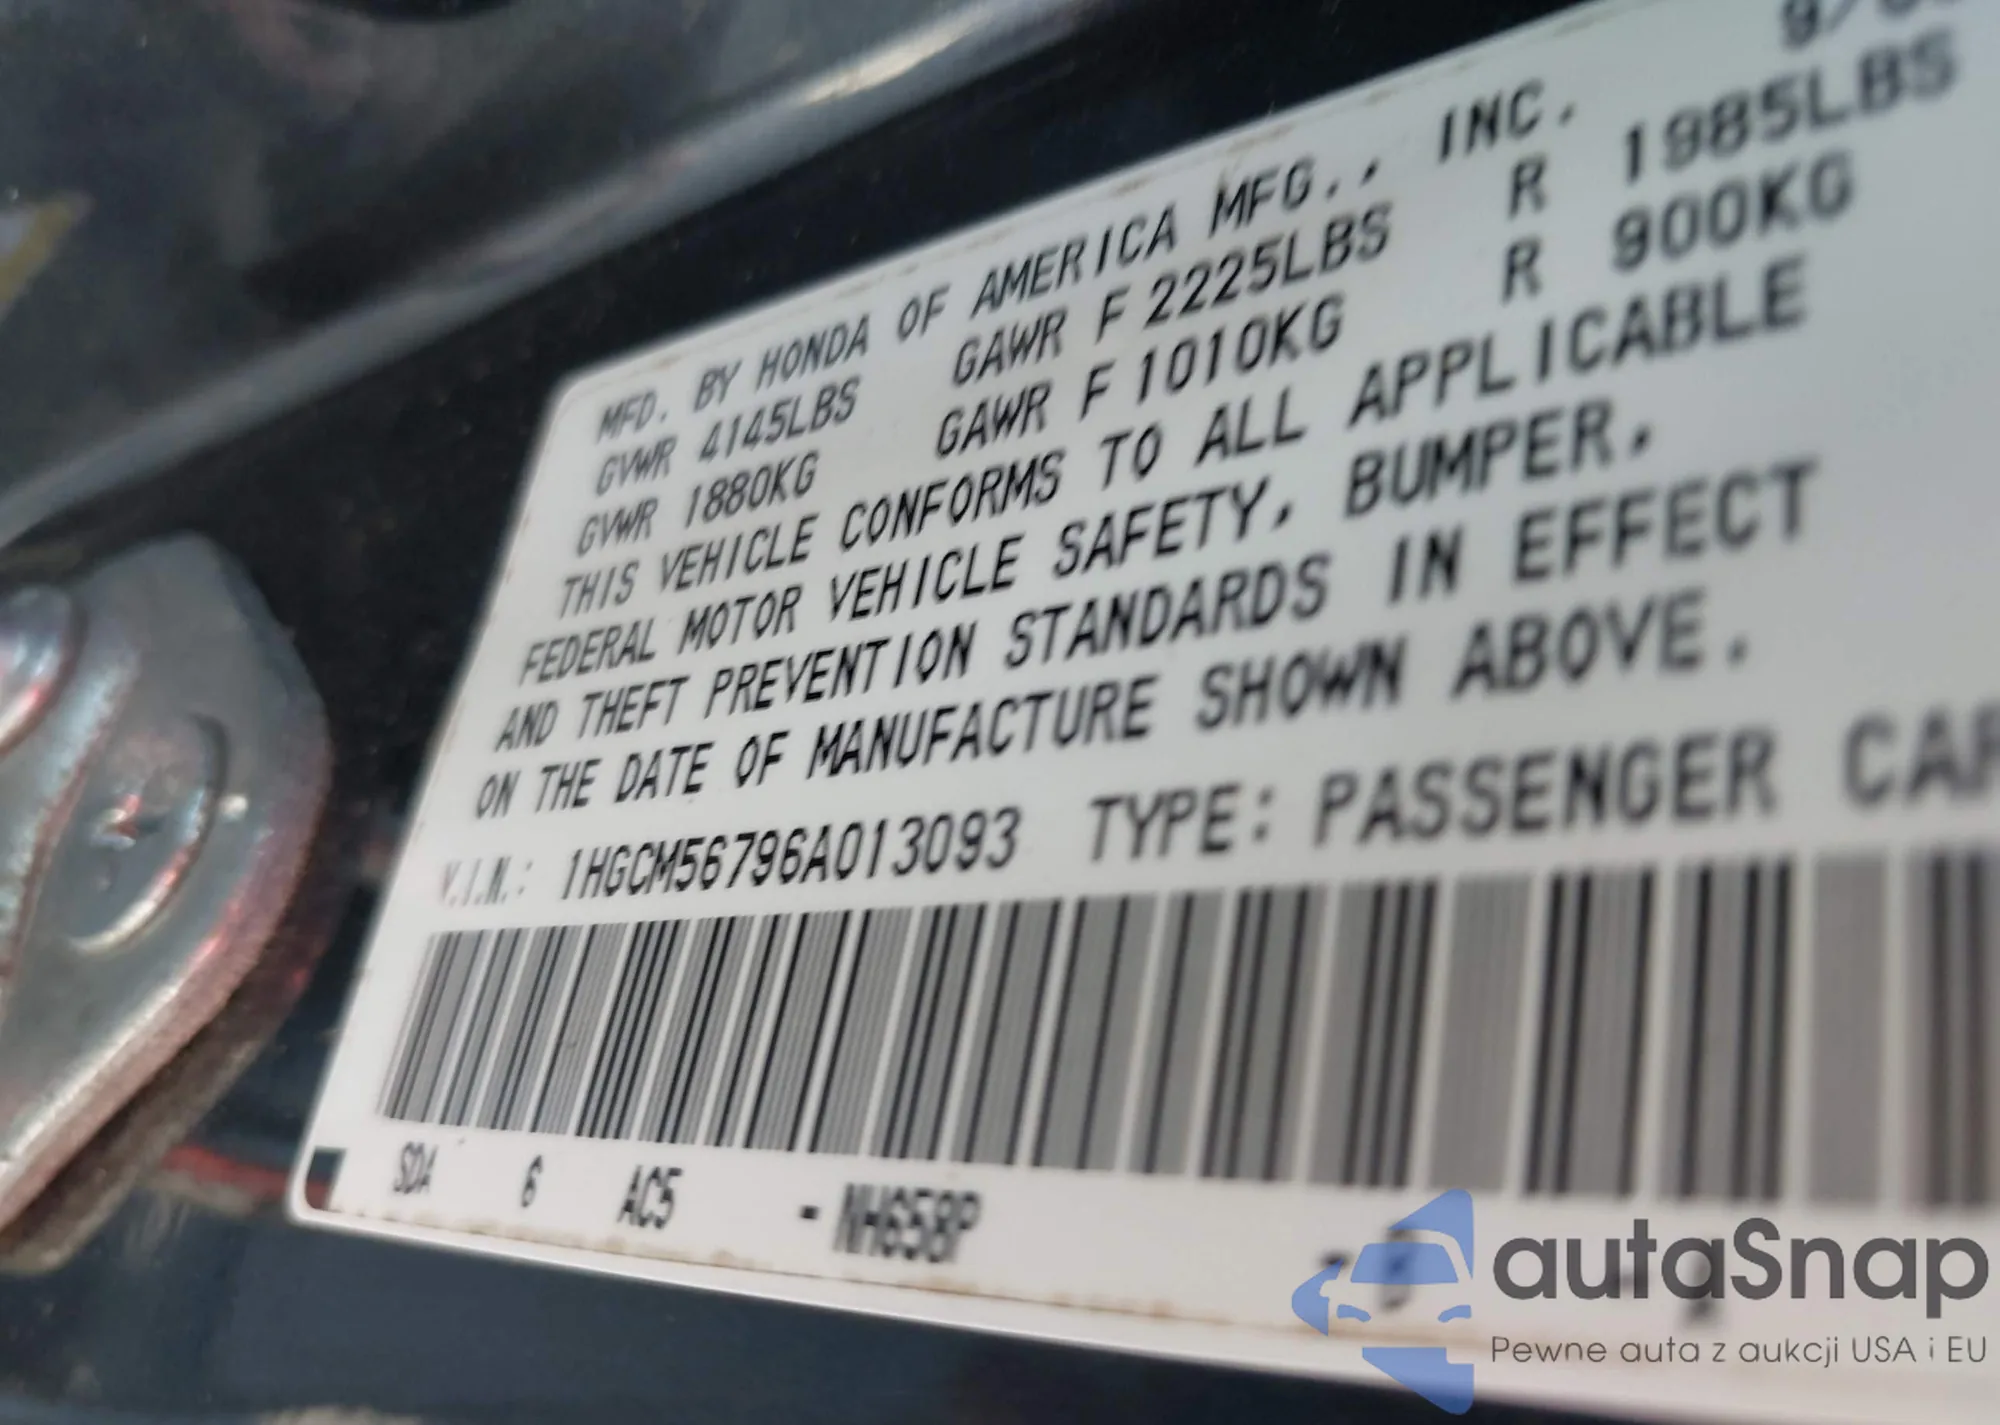 MFD. BY HONDA OF AMERICA MFG., INC.
GVWR 4145LBS GAWR F 2225LBS R 1985LBS
GVWR 1880KG GAWR F 1010KG R 900KG
THIS VEHICLE CONFORMS TO ALL APPLICABLE
FEDERAL MOTOR VEHICLE SAFETY, BUMPER,
AND THEFT PREVENTION STANDARDS IN EFFECT
ON THE DATE OF MANUFACTURE SHOWN ABOVE.
V.I.N.: 1HGCM56796A013093 TYPE: PASSENGER CAR
SDA 6 AC5 - NH658P
autaSnap
Pewne auta z aukcji USA i EU